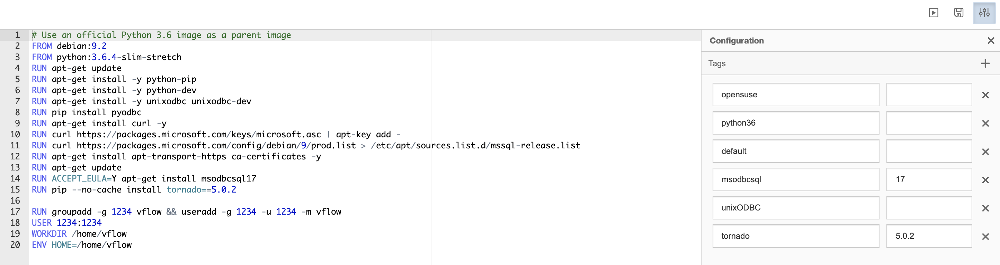 1 # Use an official Python 3.6 image as a parent image
2 FROM debian:9.2
3 FROM python:3.6.4-slim-stretch
4 RUN apt-get update
5 RUN apt-get install -y python-pip
6 RUN apt-get install -y python-dev
7 RUN apt-get install -y unixodbc unixodbc-dev
8 RUN pip install pyodbc
9 RUN apt-get install curl -y
10 RUN curl https://packages.microsoft.com/keys/microsoft.asc | apt-key add -
11 RUN curl https://packages.microsoft.com/config/debian/9/prod.list > /etc/apt/sources.list.d/mssql-release.list
12 RUN apt-get install apt-transport-https ca-certificates -y
13 RUN apt-get update
14 RUN ACCEPT_EULA=Y apt-get install msodbcsql17
15 RUN pip --no-cache install tornado==5.0.2
16
17 RUN groupadd -g 1234 vflow && useradd -g 1234 -u 1234 -m vflow
18 USER 1234:1234
19 WORKDIR /home/vflow
20 ENV HOME=/home/vflow
Configuration
Tags
opensuse
python36
default
msodbcsql 17
unixODBC
tornado 5.0.2